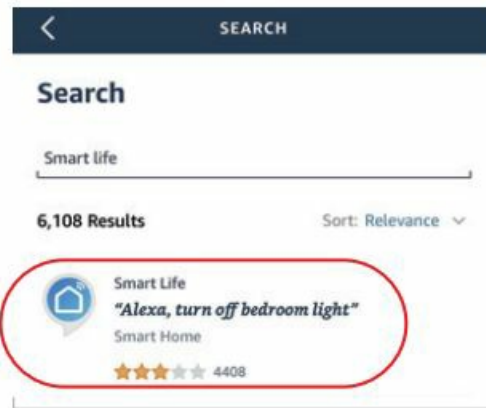 SEARCH
Search
Smart life
6,108 Results Sort: Relevance
Smart Life
“Alexa, turn off bedroom light”
Smart Home
4408